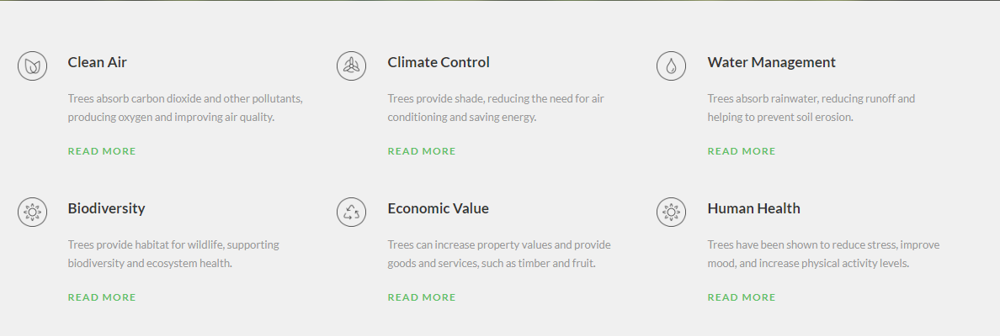 Clean Air
Trees absorb carbon dioxide and other pollutants,
producing oxygen and improving air quality.
READ MORE
Climate Control
Trees provide shade, reducing the need for air
conditioning and saving energy.
READ MORE
Water Management
Trees absorb rainwater, reducing runoff and
helping to prevent soil erosion.
READ MORE
Biodiversity
Trees provide habitat for wildlife, supporting
biodiversity and ecosystem health.
READ MORE
Economic Value
Trees can increase property values and provide
goods and services, such as timber and fruit.
READ MORE
Human Health
Trees have been shown to reduce stress, improve
mood, and increase physical activity levels.
READ MORE